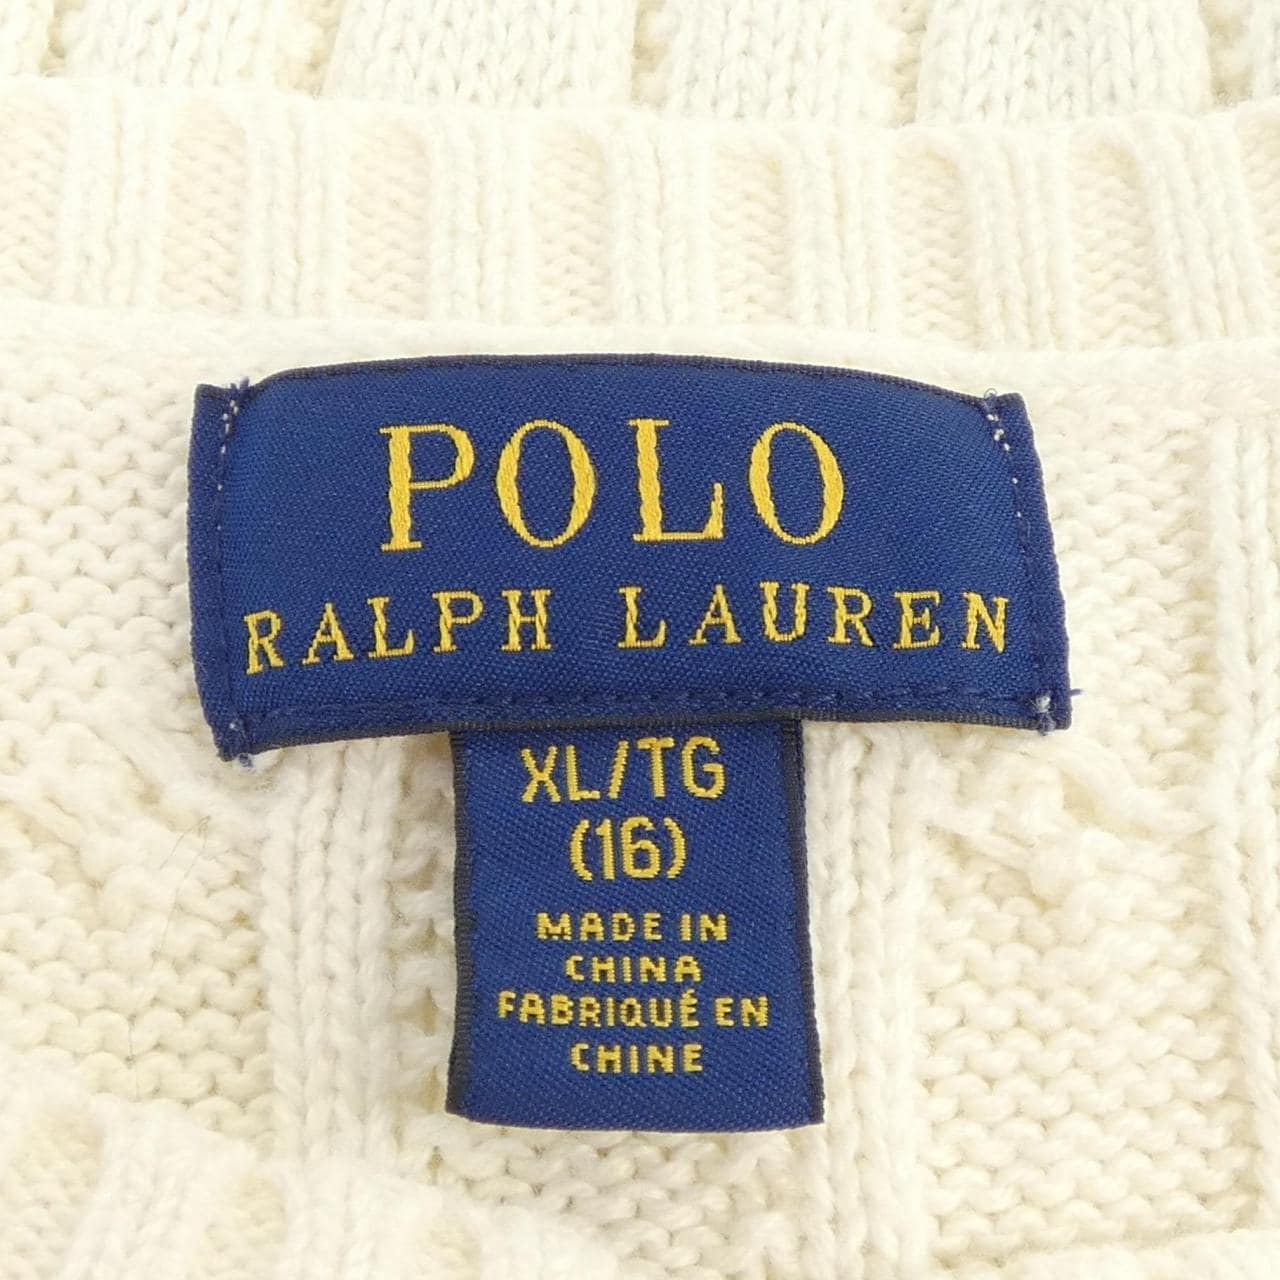 POLO
RALPH LAUREN
XL/TG
(16)
MADE IN
CHINA
FABRIQUÉ EN
CHINE